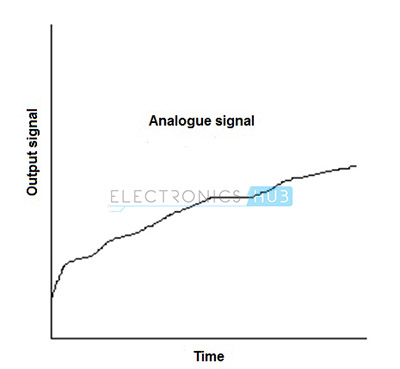 Analogue signal
Output signal
ELECTRONICS HUB
Time